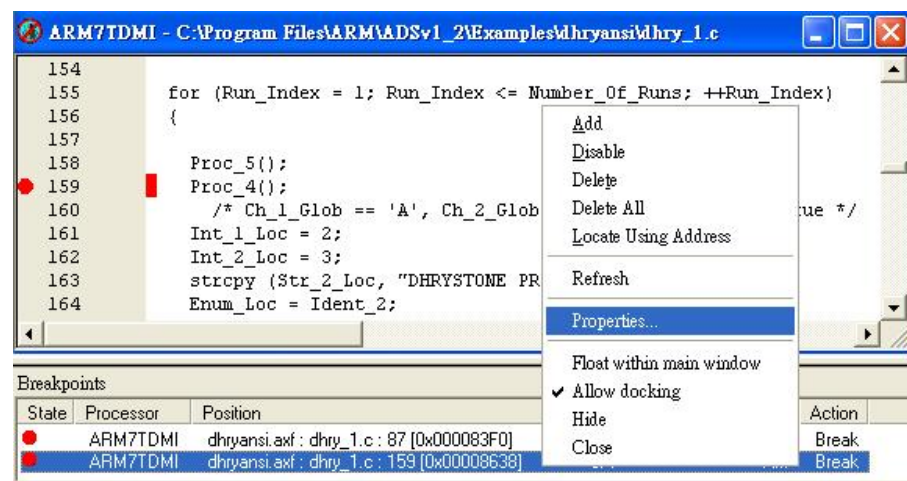 ARM7TDMI - C:\Program Files\ARM\ADSv1_2\Examples\dhryansi\dhry_1.c
154
155 for (Run_Index = 1; Run_Index <= Number_Of_Runs; ++Run_Index)
156 {
157
158 Proc_5();
159 Proc_4();
160 /* Ch_1_Glob == 'A', Ch_2_Glob
161 Int_1_Loc = 2;
162 Int_2_Loc = 3;
163 strcpy (Str_2_Loc, "DHRYSTONE PR
164 Enum_Loc = Ident_2;
Add
Disable
Delete
Delete All
Locate Using Address
Refresh
Properties...
Float within main window
Allow docking
Hide
Close
Breakpoints
State Processor Position Action
ARM7TDMI dhryansi.axf : dhry_1.c : 87 [0x000083F0] Break
ARM7TDMI dhryansi.axf : dhry_1.c : 159 [0x00008638] Break